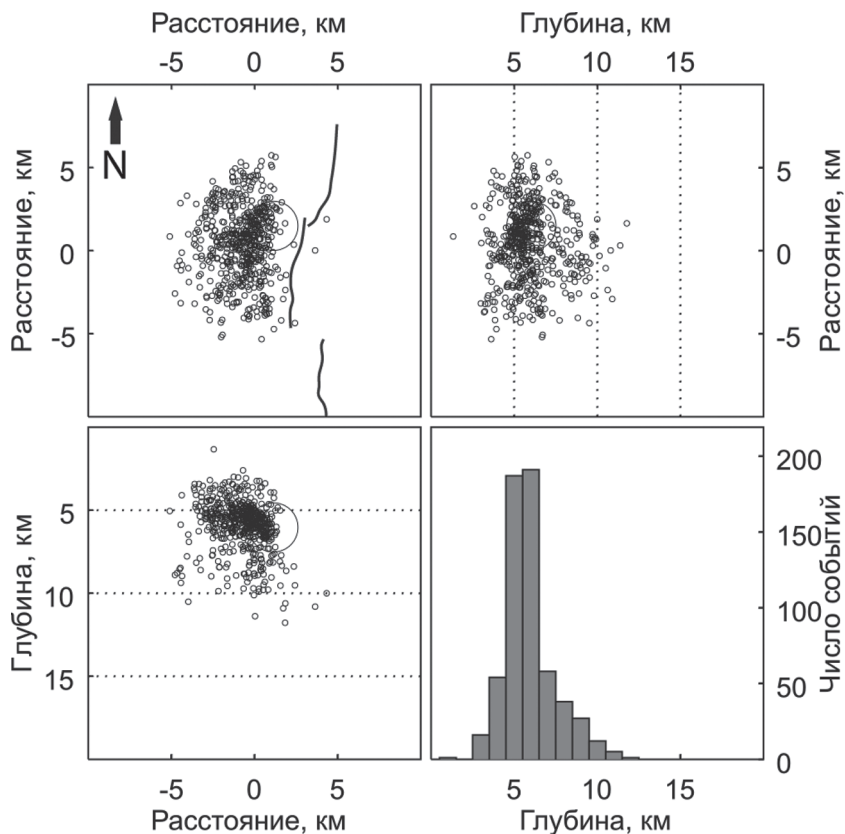 Расстояние, км
Глубина, км
-5 0 5
5 10 15
N
Расстояние, км
5
0
-5
5
0
-5
Расстояние, км
Глубина, км
5
10
15
200
150
100
50
0
Число событий
-5 0 5
5 10 15
Расстояние, км
Глубина, км